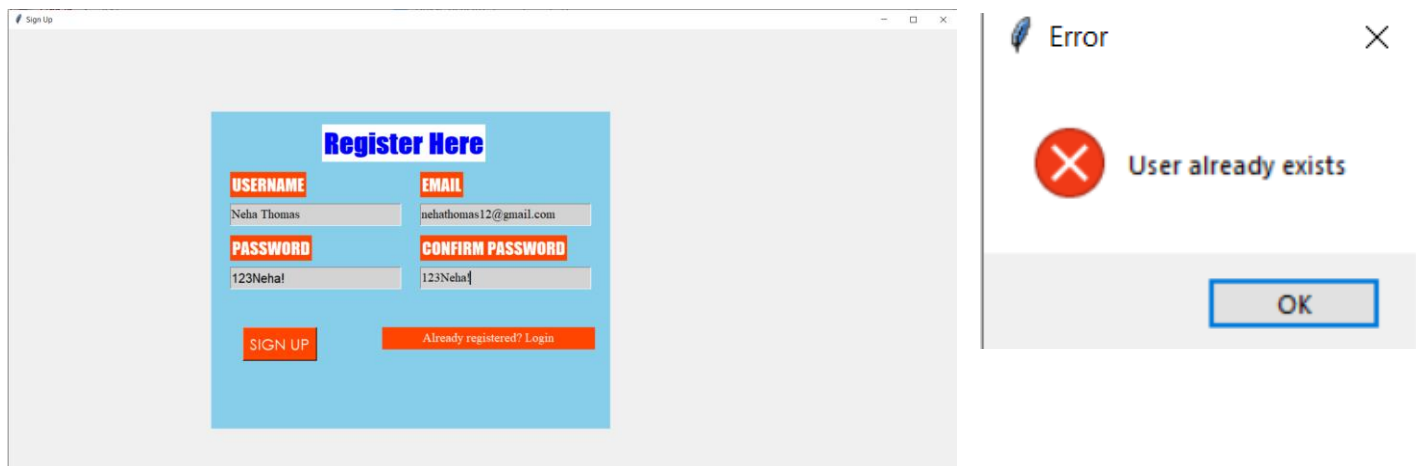 Sign Up
Register Here
USERNAME EMAIL
Neha Thomas nehathomas12@gmail.com
PASSWORD CONFIRM PASSWORD
123Neha! 123Neha!
SIGN UP Already registered? Login
Error
User already exists
OK